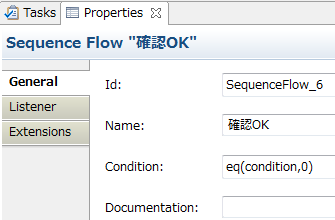 Tasks Properties
Sequence Flow "確認OK"
General
Id: SequenceFlow_6
Listener
Name: 確認OK
Extensions
Condition: eq(condition,0)
Documentation: